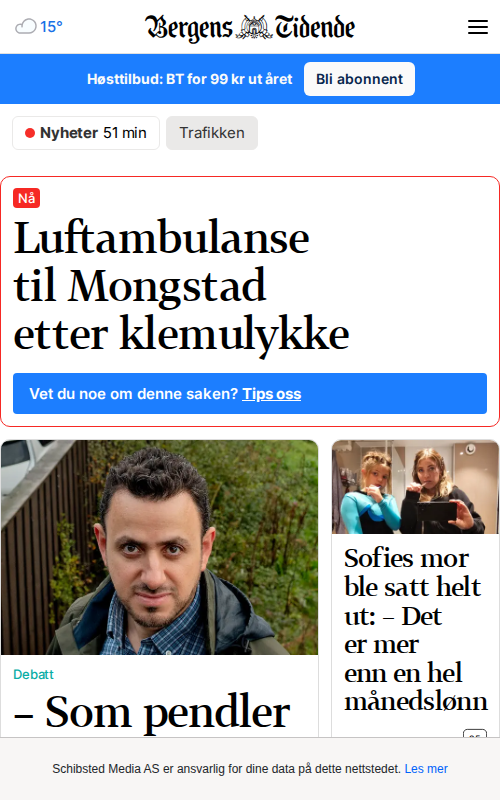 15°
Bergens Tidende
Høsttilbud: BT for 99 kr ut året
Bli abonnent
Nyheter 51 min
Trafikken
Nå
Luftambulanse
til Mongstad
etter klemulykke
Vet du noe om denne saken? Tips oss
Debatt
– Som pendler
Sofies mor
ble satt helt
ut: – Det
er mer
enn en hel
månedslønn
Schibsted Media AS er ansvarlig for dine data på dette nettstedet. Les mer